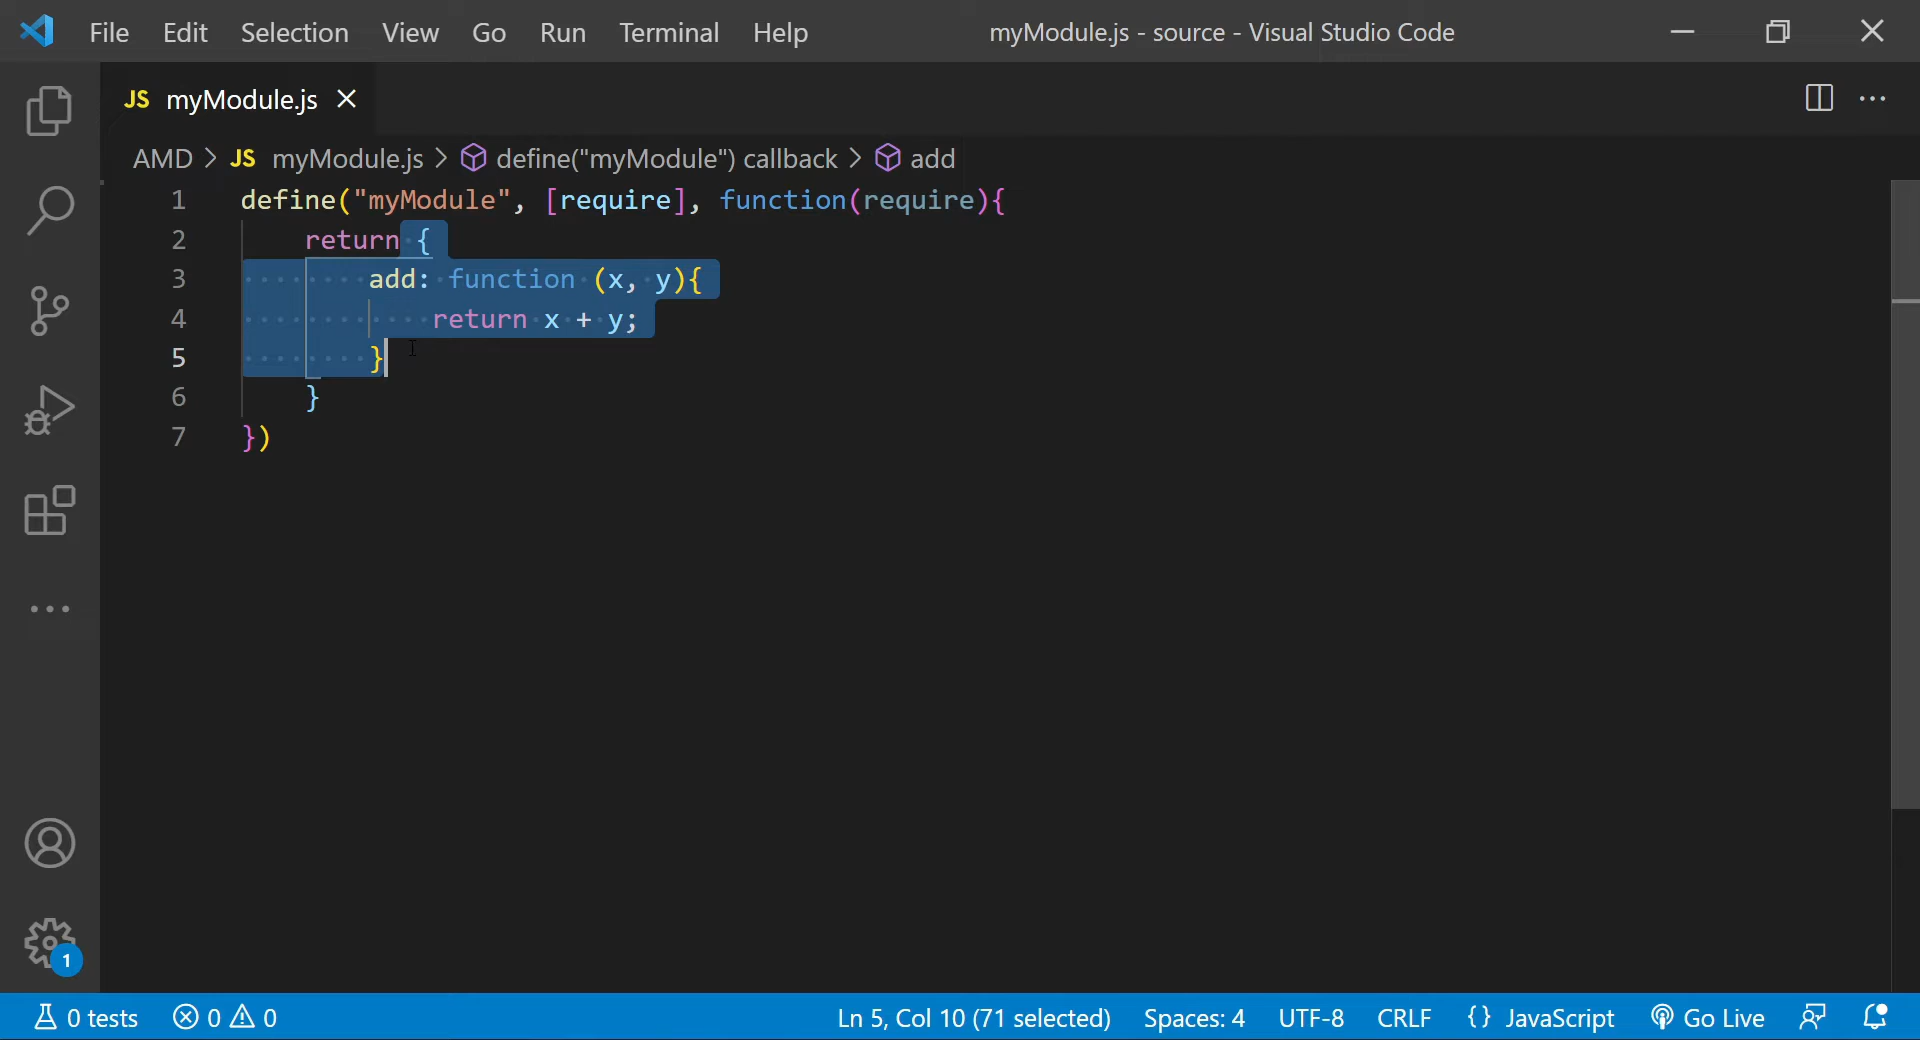 File Edit Selection View Go Run Terminal Help myModule.js - source - Visual Studio Code
JS myModule.js
AMD > JS myModule.js > define("myModule") callback > add
1 define("myModule", [require], function(require){
2     return {
3         add: function (x, y){
4             return x + y;
5         }
6     }
7 })
1
0 tests 0 0 Ln 5, Col 10 (71 selected) Spaces: 4 UTF-8 CRLF {} JavaScript Go Live